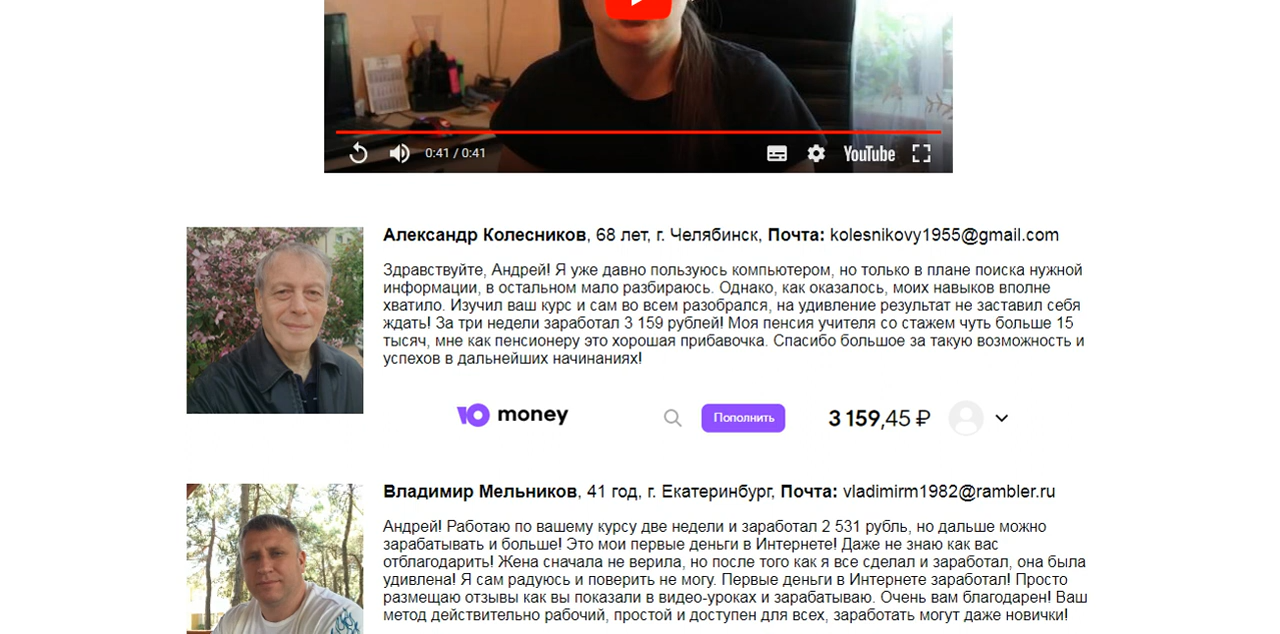 0:41 / 0:41
YouTube
Александр Колесников, 68 лет, г. Челябинск, Почта: kolesnikovy1955@gmail.com
Здравствуйте, Андрей! Я уже давно пользуюсь компьютером, но только в плане поиска нужной
информации, в остальном мало разбираюсь. Однако, как оказалось, моих навыков вполне
хватило. Изучил ваш курс и сам во всем разобрался, на удивление результат не заставил себя
ждать! За три недели заработал 3 159 рублей! Моя пенсия учителя со стажем чуть больше 15
тысяч, мне как пенсионеру это хорошая прибавочка. Спасибо большое за такую возможность и
успехов в дальнейших начинаниях!
Ю money
Пополнить
3 159,45 ₽
Владимир Мельников, 41 год, г. Екатеринбург, Почта: vladimirm1982@rambler.ru
Андрей! Работаю по вашему курсу две недели и заработал 2 531 рубль, но дальше можно
зарабатывать и больше! Это мои первые деньги в Интернете! Даже не знаю как вас
отблагодарить! Жена сначала не верила, но после того как я все сделал и заработал, она была
удивлена! Я сам радуюсь и поверить не могу. Первые деньги в Интернете заработал! Просто
размещаю отзывы как вы показали в видео-уроках и зарабатываю. Очень вам благодарен! Ваш
метод действительно рабочий, простой и доступен для всех, заработать могут даже новички!